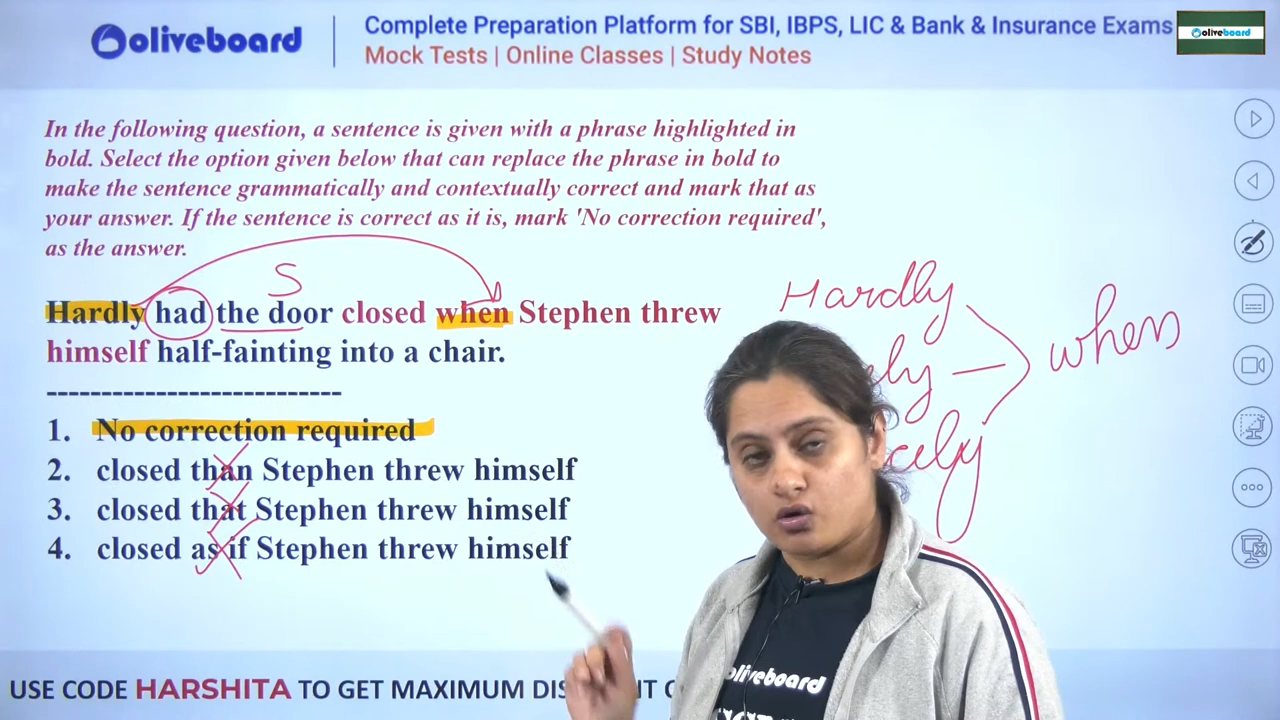 oliveboard
Complete Preparation Platform for SBI, IBPS, LIC & Bank & Insurance Exams
Mock Tests | Online Classes | Study Notes
oliveboard
In the following question, a sentence is given with a phrase highlighted in
bold. Select the option given below that can replace the phrase in bold to
make the sentence grammatically and contextually correct and mark that as
your answer. If the sentence is correct as it is, mark 'No correction required',
as the answer.
S
Hardly had the door closed when Stephen threw
himself half-fainting into a chair.
---------------------------
1. No correction required
2. closed than Stephen threw himself
3. closed that Stephen threw himself
4. closed as if Stephen threw himself
Hardly
when
oliveboard
USE CODE HARSHITA TO GET MAXIMUM